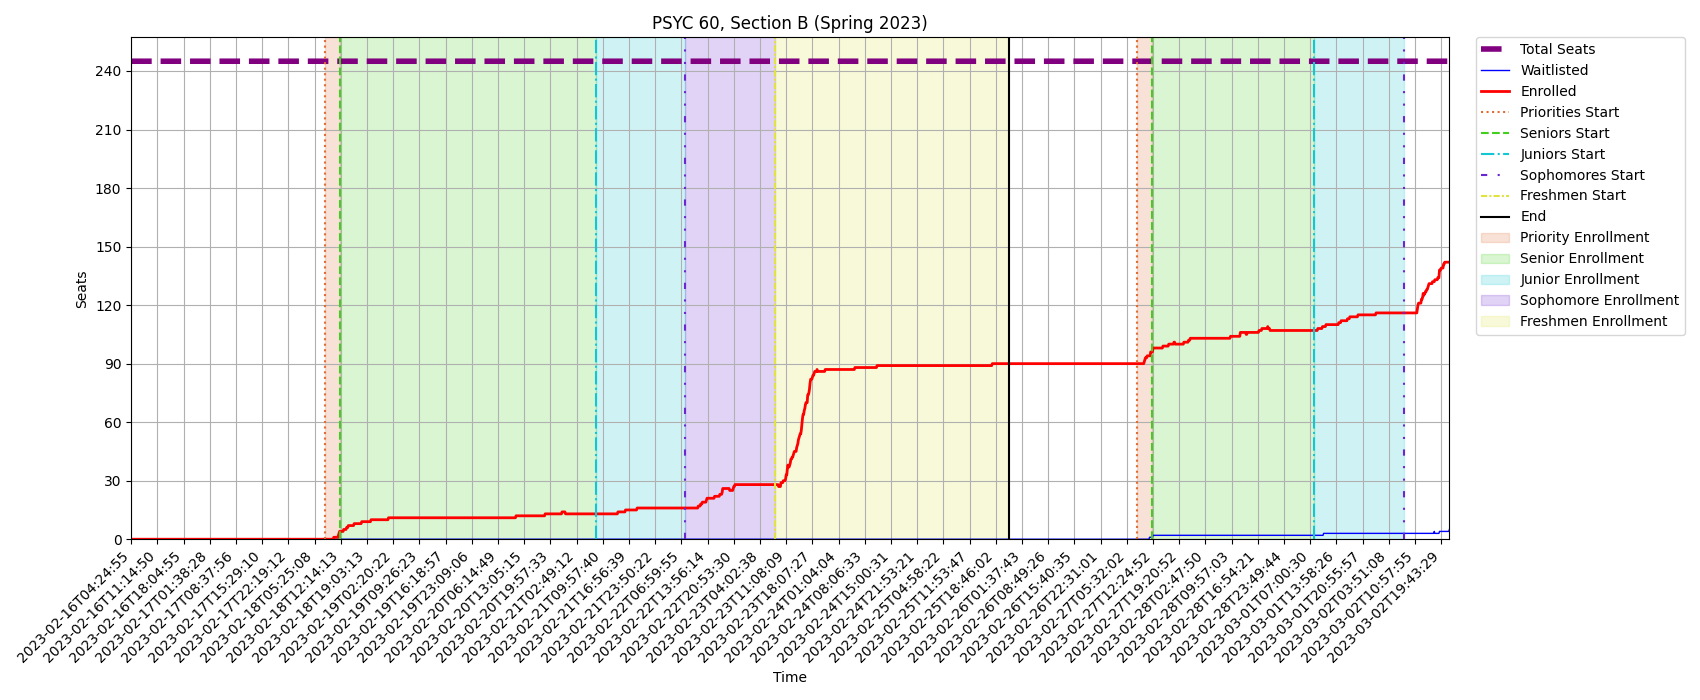 PSYC 60, Section B (Spring 2023)
Seats
240
210
180
150
120
90
60
30
0
2023-02-16T04:24:55
2023-02-16T11:14:50
2023-02-16T18:04:55
2023-02-17T01:38:28
2023-02-17T08:37:56
2023-02-17T15:29:10
2023-02-17T22:19:12
2023-02-18T05:25:08
2023-02-18T12:14:13
2023-02-18T19:03:13
2023-02-19T02:20:22
2023-02-19T09:26:23
2023-02-19T16:18:57
2023-02-19T23:09:06
2023-02-20T06:14:49
2023-02-20T13:05:15
2023-02-20T19:57:33
2023-02-21T02:49:12
2023-02-21T09:57:40
2023-02-21T16:56:39
2023-02-21T23:50:22
2023-02-22T06:59:55
2023-02-22T13:56:14
2023-02-22T20:53:30
2023-02-23T04:02:38
2023-02-23T11:08:09
2023-02-23T18:07:27
2023-02-24T01:04:04
2023-02-24T08:06:33
2023-02-24T15:00:31
2023-02-24T21:53:21
2023-02-25T04:58:22
2023-02-25T11:53:47
2023-02-25T18:46:02
2023-02-26T01:37:43
2023-02-26T08:49:26
2023-02-26T15:40:35
2023-02-26T22:31:01
2023-02-27T05:32:02
2023-02-27T12:24:52
2023-02-27T19:20:52
2023-02-28T02:47:50
2023-02-28T09:57:03
2023-02-28T16:54:21
2023-02-28T23:49:44
2023-03-01T07:00:30
2023-03-01T13:58:26
2023-03-01T20:55:57
2023-03-02T03:51:08
2023-03-02T10:57:55
2023-03-02T19:43:29
Time
Total Seats
Waitlisted
Enrolled
Priorities Start
Seniors Start
Juniors Start
Sophomores Start
Freshmen Start
End
Priority Enrollment
Senior Enrollment
Junior Enrollment
Sophomore Enrollment
Freshmen Enrollment